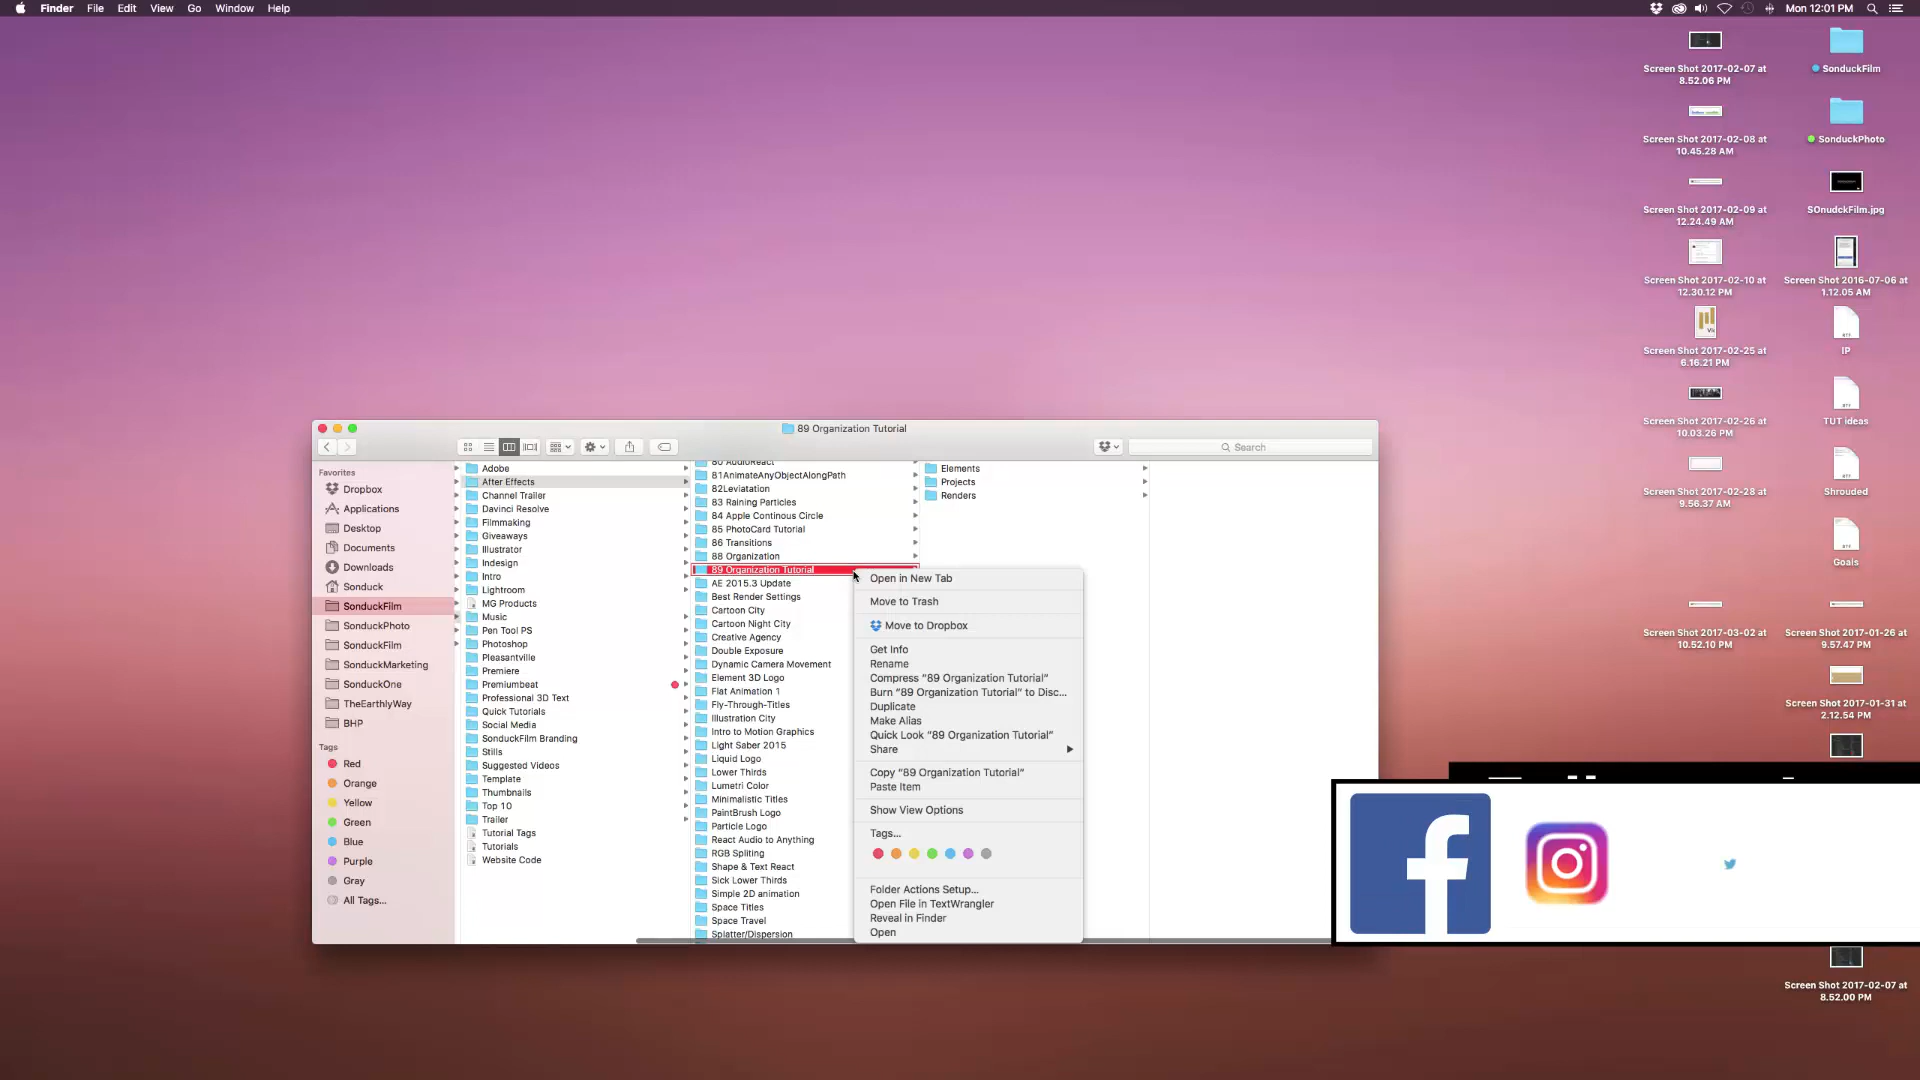 Finder File Edit View Go Window Help
Mon 12:01 PM
Screen Shot 2017-02-07 at
8.52.06 PM
SonduckFilm
Screen Shot 2017-02-08 at
10.45.28 AM
SonduckPhoto
Screen Shot 2017-02-09 at
12.24.49 AM
SOnudckFilm.jpg
Screen Shot 2017-02-10 at
12.30.12 PM
Screen Shot 2016-07-06 at
1.12.05 AM
Screen Shot 2017-02-25 at
6.16.21 PM
IP
Screen Shot 2017-02-26 at
10.03.26 PM
TUT ideas
Screen Shot 2017-02-28 at
9.56.37 AM
Shrouded
Goals
Screen Shot 2017-03-02 at
10.52.10 PM
Screen Shot 2017-01-26 at
9.57.47 PM
Screen Shot 2017-01-31 at
2.12.54 PM
Screen Shot 2017-02-07 at
8.52.00 PM
89 Organization Tutorial
Search
Favorites
Dropbox
Applications
Desktop
Documents
Downloads
Sonduck
SonduckFilm
SonduckPhoto
SonduckFilm
SonduckMarketing
SonduckOne
TheEarthlyWay
BHP
Tags
Red
Orange
Yellow
Green
Blue
Purple
Gray
All Tags...
Adobe
After Effects
Channel Trailer
Davinci Resolve
Filmmaking
Giveaways
Illustrator
Indesign
Intro
Lightroom
MG Products
Music
Pen Tool PS
Photoshop
Pleasantville
Premiere
Premiumbeat
Professional 3D Text
Quick Tutorials
Social Media
SonduckFilm Branding
Stills
Suggested Videos
Template
Thumbnails
Top 10
Trailer
Tutorial Tags
Tutorials
Website Code
80 AudioReact
81AnimateAnyObjectAlongPath
82Leviatation
83 Raining Particles
84 Apple Continous Circle
85 PhotoCard Tutorial
86 Transitions
88 Organization
89 Organization Tutorial
AE 2015.3 Update
Best Render Settings
Cartoon City
Cartoon Night City
Creative Agency
Double Exposure
Dynamic Camera Movement
Element 3D Logo
Flat Animation 1
Fly-Through-Titles
Illustration City
Intro to Motion Graphics
Light Saber 2015
Liquid Logo
Lower Thirds
Lumetri Color
Minimalistic Titles
PaintBrush Logo
Particle Logo
React Audio to Anything
RGB Spliting
Shape & Text React
Sick Lower Thirds
Simple 2D animation
Space Titles
Space Travel
Splatter/Dispersion
Elements
Projects
Renders
Open in New Tab
Move to Trash
Move to Dropbox
Get Info
Rename
Compress “89 Organization Tutorial”
Burn “89 Organization Tutorial” to Disc...
Duplicate
Make Alias
Quick Look “89 Organization Tutorial”
Share
Copy “89 Organization Tutorial”
Paste Item
Show View Options
Tags...
Folder Actions Setup...
Open File in TextWrangler
Reveal in Finder
Open